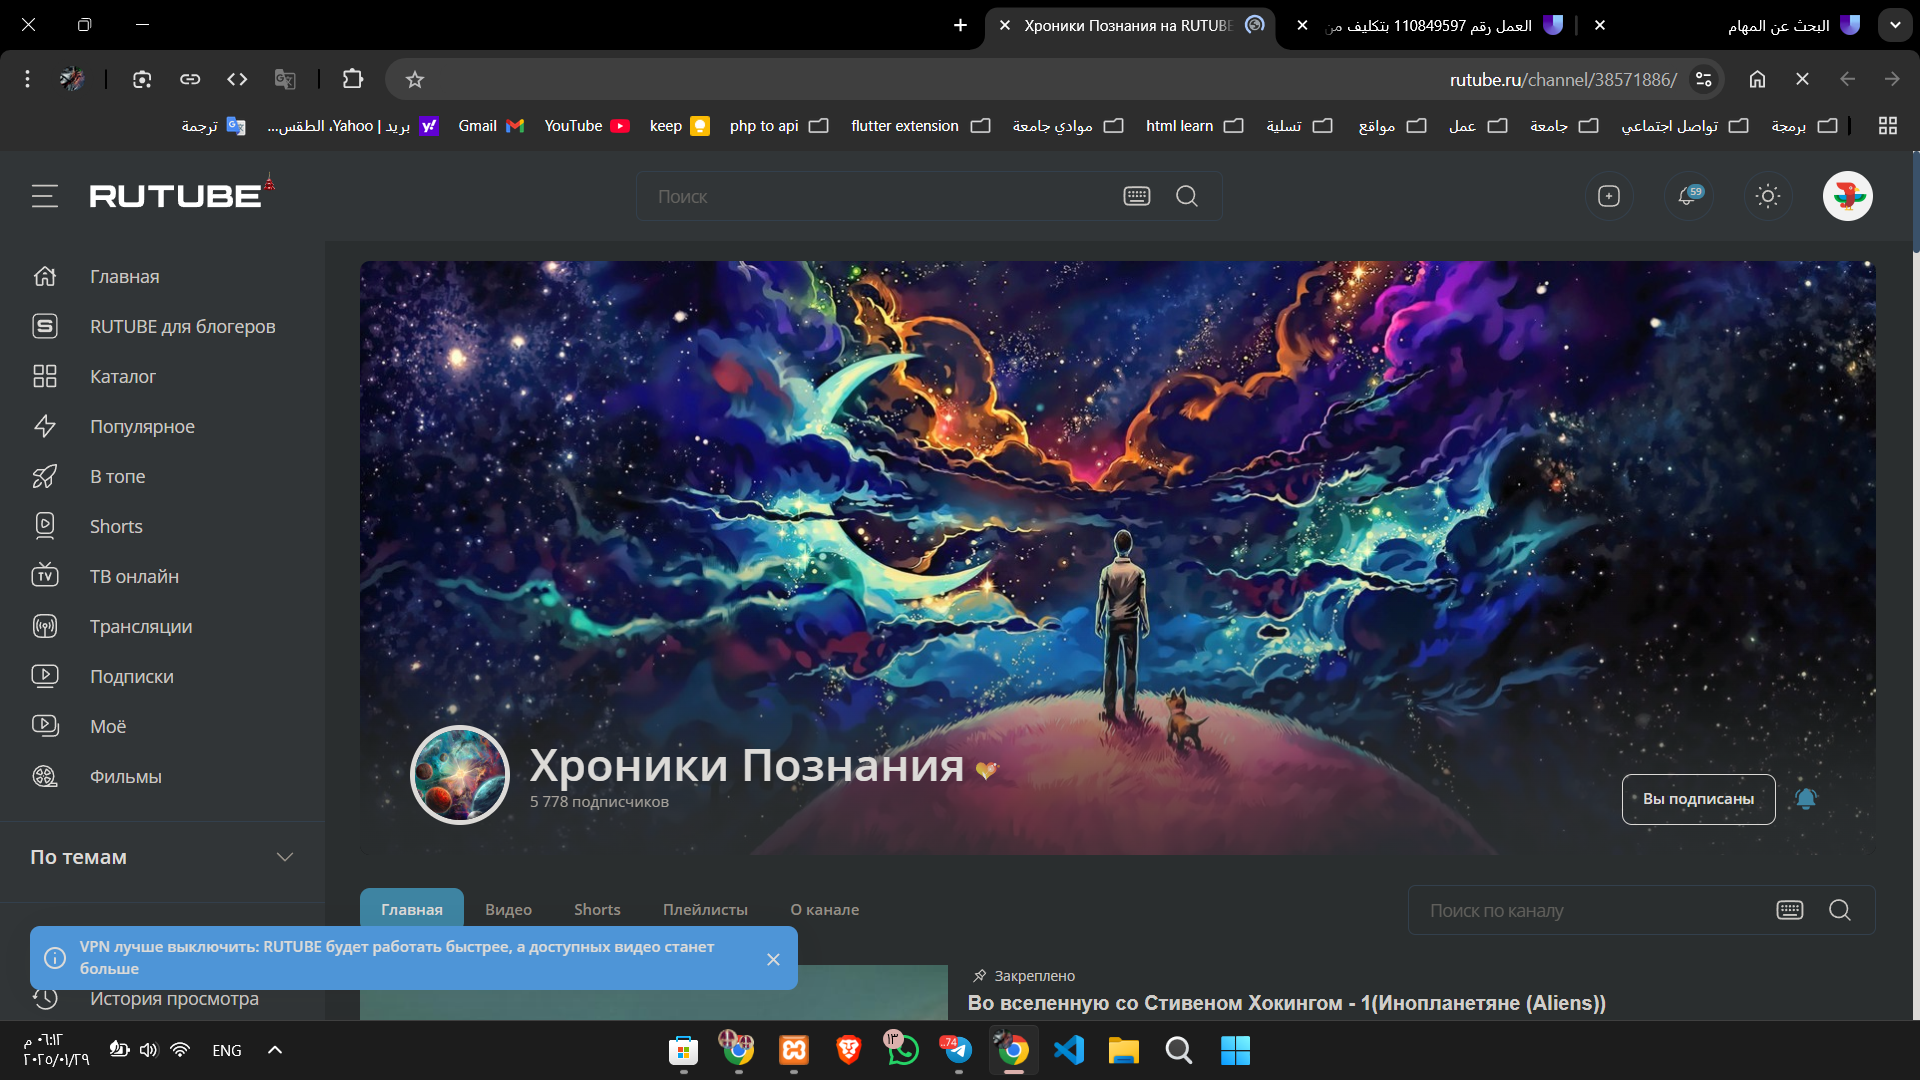 Хроники Познания на RUTUBE
العمل رقم 110849597 بتكليف من
البحث عن المهام
rutube.ru/channel/38571886/
ترجمة
بريد | Yahoo، الطقس...
Gmail
YouTube
keep
php to api
flutter extension
موادي جامعة
html learn
تسلية
مواقع
عمل
جامعة
تواصل اجتماعي
برمجة
RUTUBE
Поиск
59
Главная
RUTUBE для блогеров
Каталог
Популярное
В топе
Shorts
ТВ онлайн
Трансляции
Подписки
Моё
Фильмы
По темам
История просмотра
Хроники Познания
5 778 подписчиков
Вы подписаны
Главная
Видео
Shorts
Плейлисты
О канале
Поиск по каналу
VPN лучше выключить: RUTUBE будет работать быстрее, а доступных видео станет
больше
Закреплено
Во вселенную со Стивеном Хокингом - 1(Инопланетяне (Aliens))
٠٦:١٢ م
٢٠٢٥/٠١/٢٩
ENG
١٣
..74